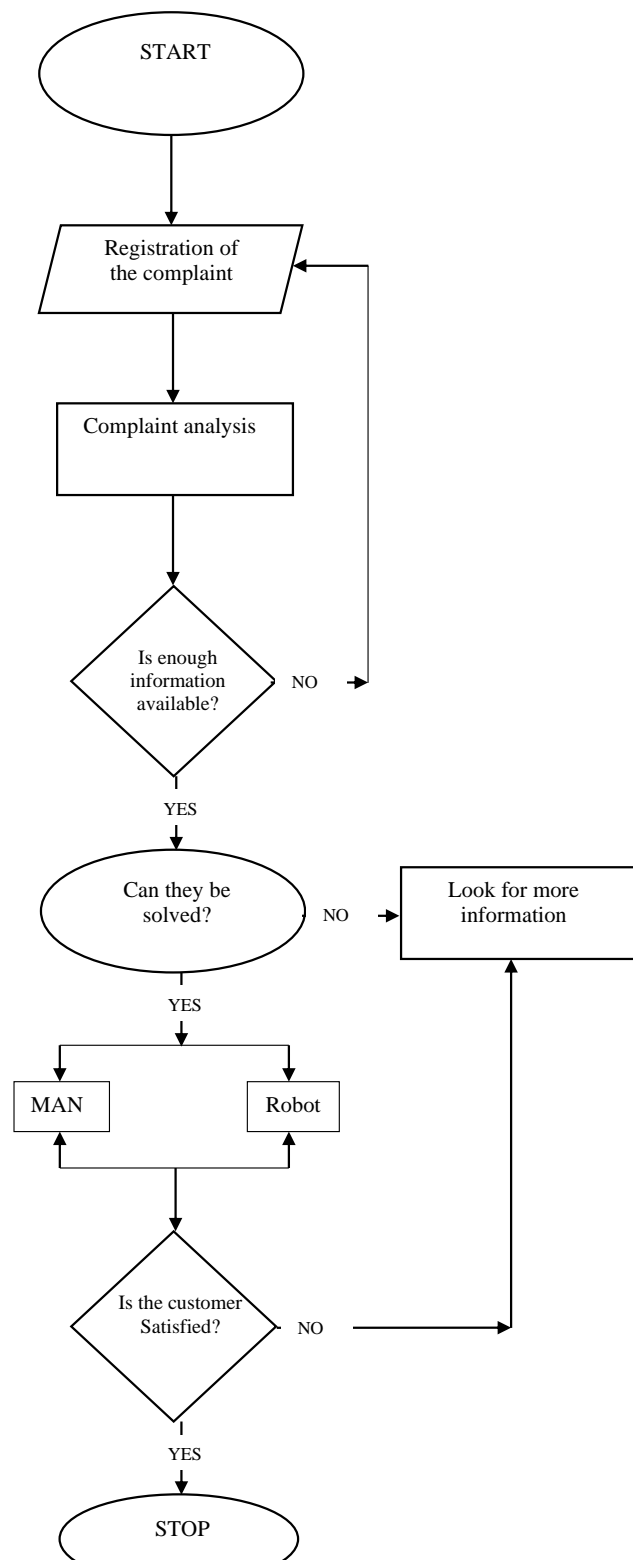 START
Registration of
the complaint
Complaint analysis
Is enough
information
available?
NO
YES
Can they be
solved?
NO
Look for more
information
YES
MAN
Robot
Is the customer
Satisfied?
NO
YES
STOP